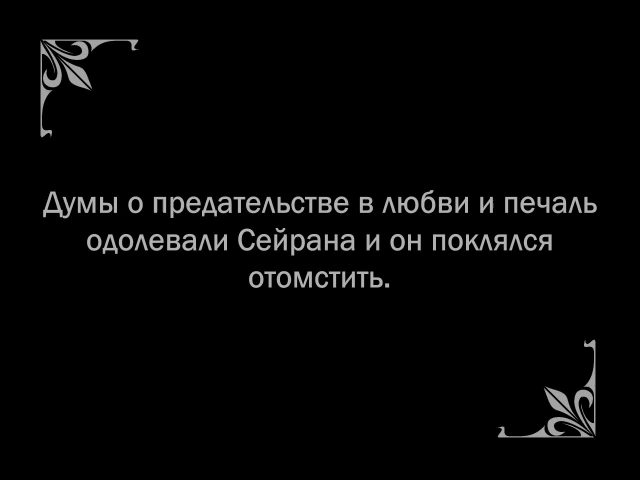 Думы о предательстве в любви и печаль
одолевали Сейрана и он поклялся
отомстить.